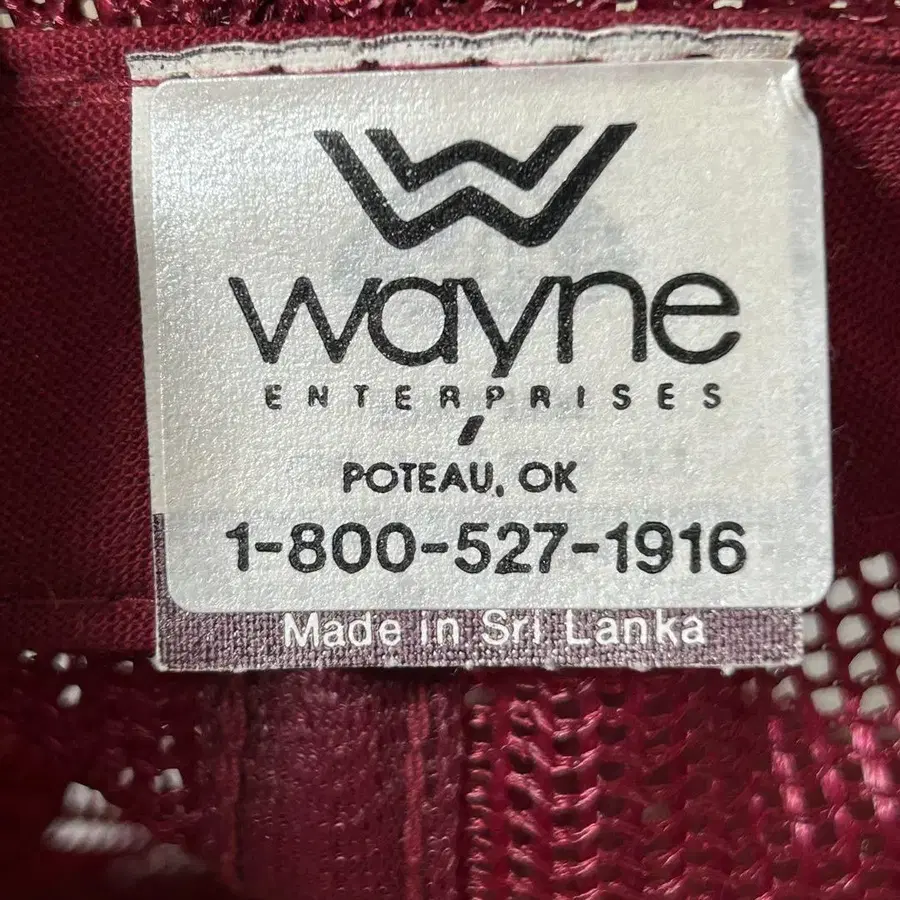 wayne
ENTERPRISES
POTEAU, OK
1-800-527-1916
Made in Sri Lanka